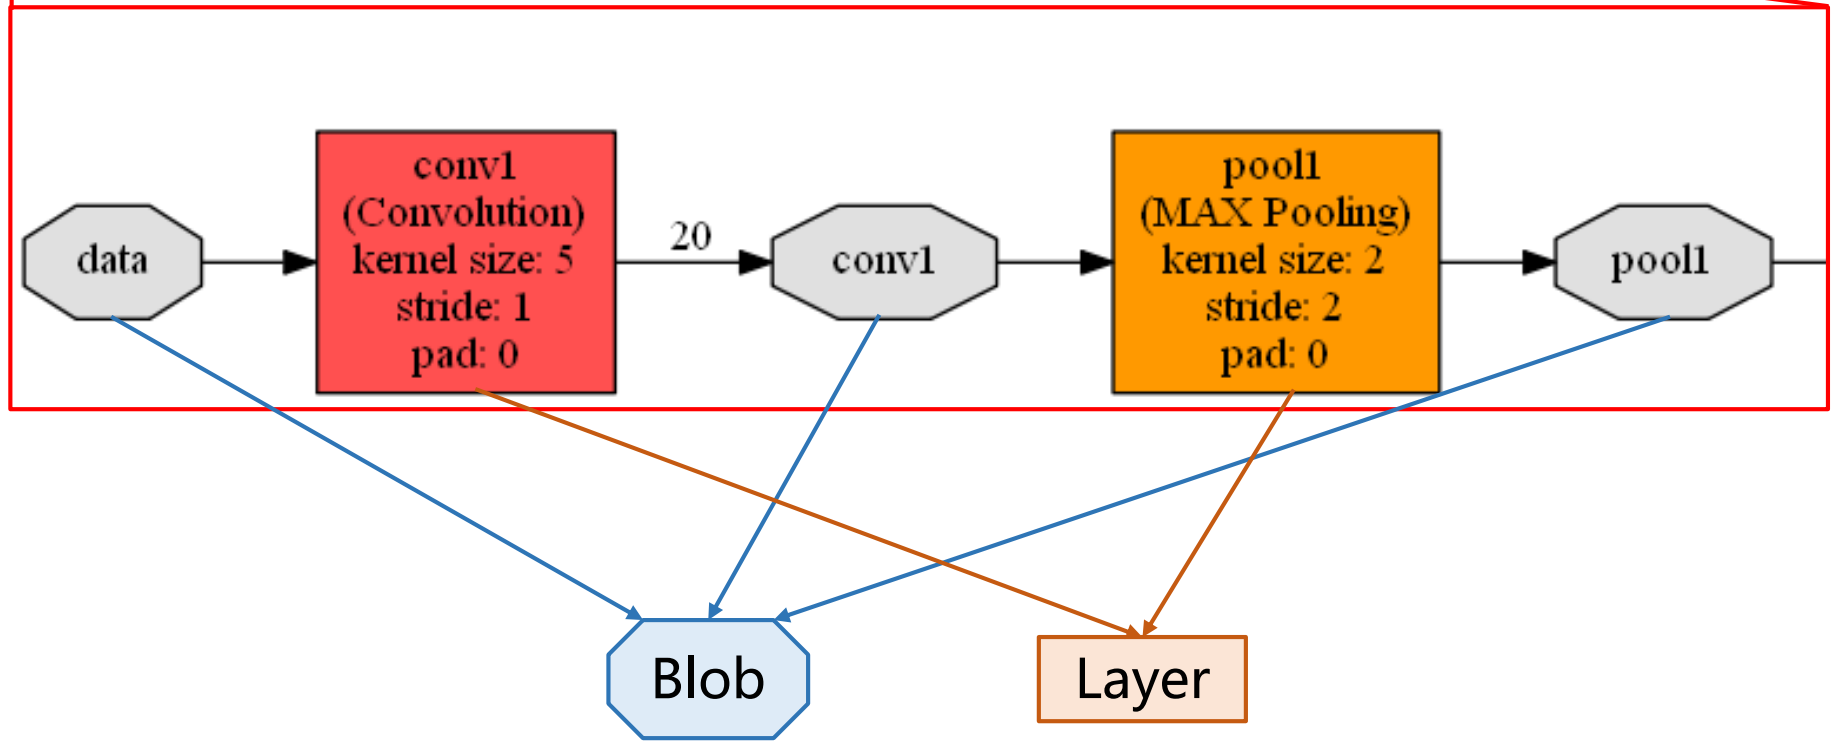 data
conv1
(Convolution)
kernel size: 5
stride: 1
pad: 0
20
conv1
pool1
(MAX Pooling)
kernel size: 2
stride: 2
pad: 0
pool1
Blob
Layer